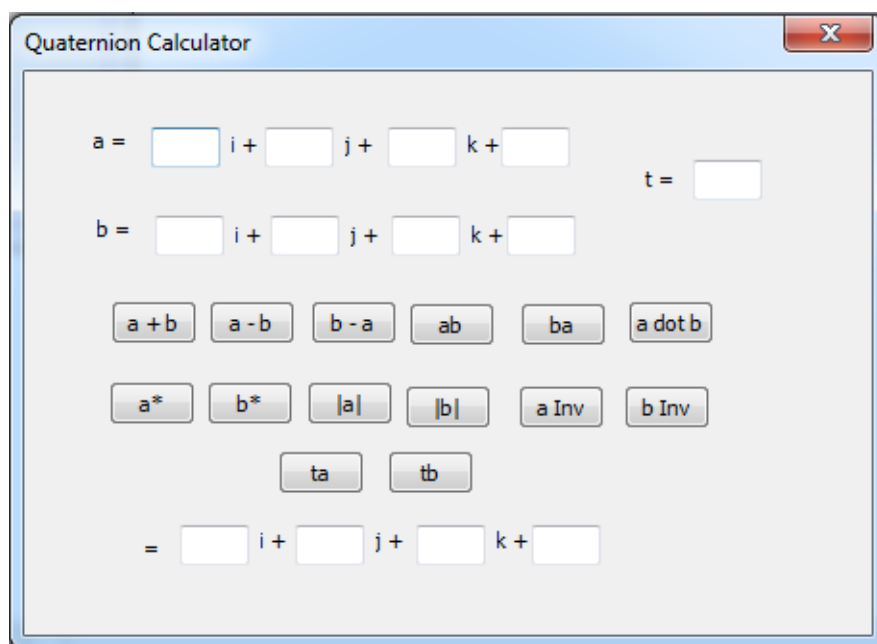 Quaternion Calculator
X
a = i + j + k +
t =
b = i + j + k +
a + b a - b b - a ab ba a dot b
a* b* |a| |b| a Inv b Inv
ta tb
= i + j + k +